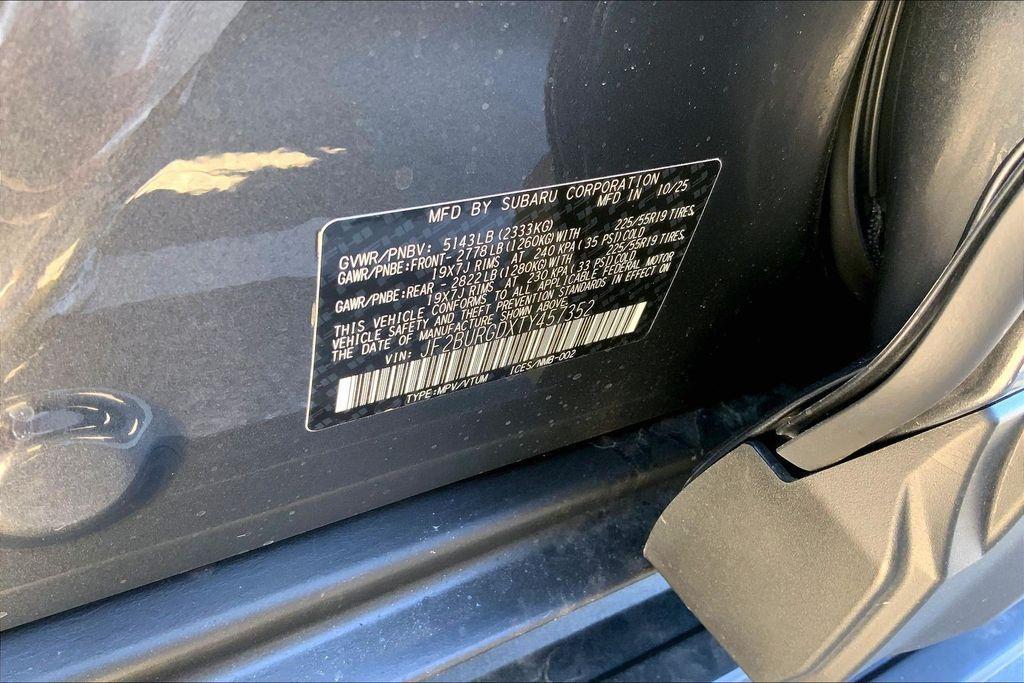 MFD BY SUBARU CORPORATION
MFD IN 10/25
GVWR/PNBV: 5143LB (2333KG)
GAWR/PNBE:FRONT-2778LB(1260KG)WITH 225/55R19 TIRES,
19X7J RIMS AT 240 KPA(35 PSI)COLD
GAWR/PNBE:REAR -2822LB(1280KG)WITH 225/55R19 TIRES,
19X7J RIMS AT 230 KPA(33 PSI)COLD
THIS VEHICLE CONFORMS TO ALL APPLICABLE FEDERAL MOTOR
VEHICLE SAFETY AND THEFT PREVENTION STANDARDS IN EFFECT ON
THE DATE OF MANUFACTURE SHOWN ABOVE.
VIN: JF2BURGDXTY457352
TYPE:MPV/VTUM ICES/NMB-002